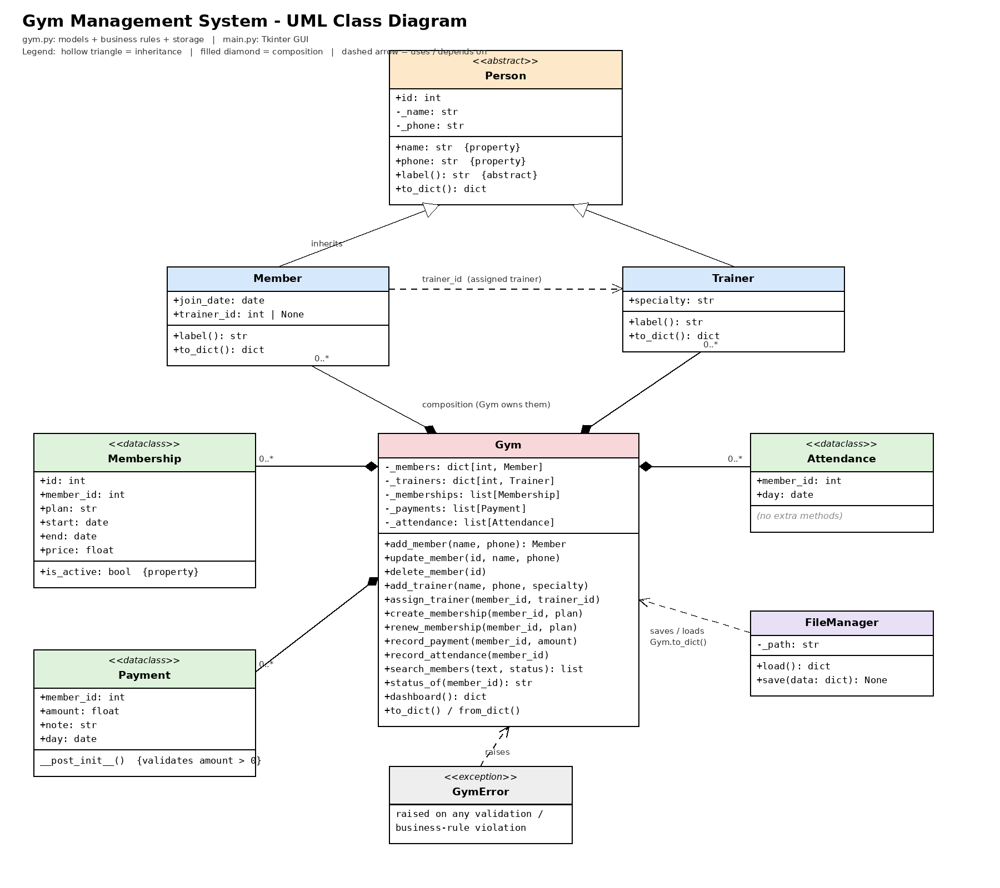 Gym Management System - UML Class Diagram
gym.py: models + business rules + storage | main.py: Tkinter GUI
Legend: hollow triangle = inheritance | filled diamond = composition | dashed arrow = uses / depends on
<<abstract>>
Person
+id: int
-_name: str
-_phone: str
+name: str {property}
+phone: str {property}
+label(): str {abstract}
+to_dict(): dict
inherits
Member
+join_date: date
+trainer_id: int | None
+label(): str
+to_dict(): dict
0..*
trainer_id (assigned trainer)
Trainer
+specialty: str
+label(): str
+to_dict(): dict
0..*
composition (Gym owns them)
<<dataclass>>
Membership
+id: int
+member_id: int
+plan: str
+start: date
+end: date
+price: float
+is_active: bool {property}
0..*
Gym
-_members: dict[int, Member]
-_trainers: dict[int, Trainer]
-_memberships: list[Membership]
-_payments: list[Payment]
-_attendance: list[Attendance]
+add_member(name, phone): Member
+update_member(id, name, phone)
+delete_member(id)
+add_trainer(name, phone, specialty)
+assign_trainer(member_id, trainer_id)
+create_membership(member_id, plan)
+renew_membership(member_id, plan)
+record_payment(member_id, amount)
+record_attendance(member_id)
+search_members(text, status): list
+status_of(member_id): str
+dashboard(): dict
+to_dict() / from_dict()
0..*
<<dataclass>>
Attendance
+member_id: int
+day: date
(no extra methods)
saves / loads
Gym.to_dict()
FileManager
-_path: str
+load(): dict
+save(data: dict): None
<<dataclass>>
Payment
+member_id: int
+amount: float
+note: str
+day: date
__post_init__() {validates amount > 0}
0..*
raises
<<exception>>
GymError
raised on any validation /
business-rule violation